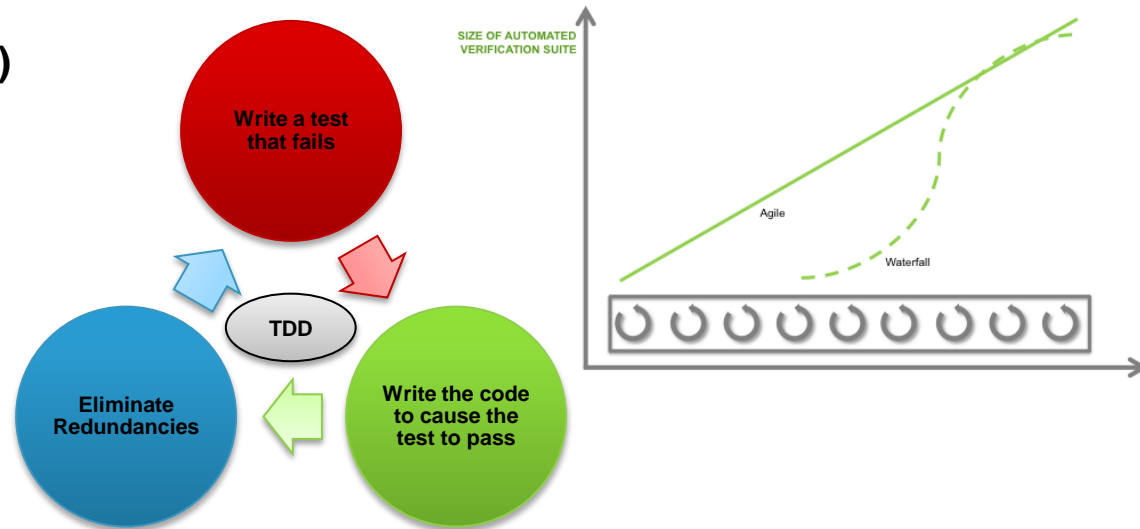 )
Write a test
that fails
TDD
Eliminate
Redundancies
Write the code
to cause the
test to pass
SIZE OF AUTOMATED
VERIFICATION SUITE
Agile
Waterfall